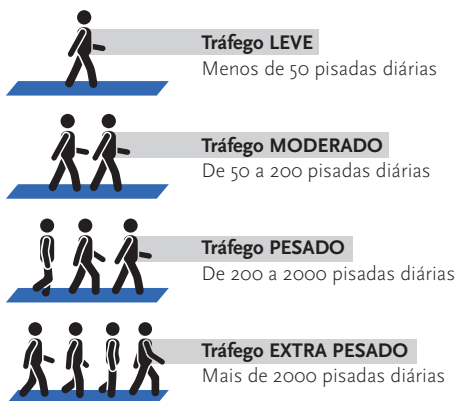 Tráfego LEVE
Menos de 50 pisadas diárias
Tráfego MODERADO
De 50 a 200 pisadas diárias
Tráfego PESADO
De 200 a 2000 pisadas diárias
Tráfego EXTRA PESADO
Mais de 2000 pisadas diárias